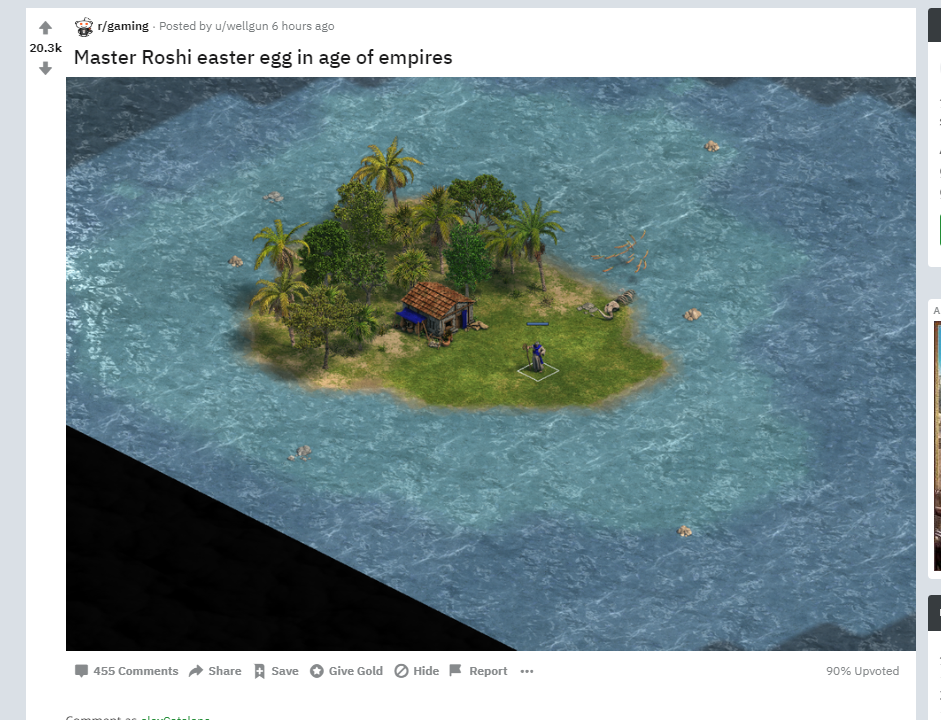 r/gaming · Posted by u/wellgun 6 hours ago
20.3k
Master Roshi easter egg in age of empires
455 Comments Share Save Give Gold Hide Report ··· 90% Upvoted
Comment as